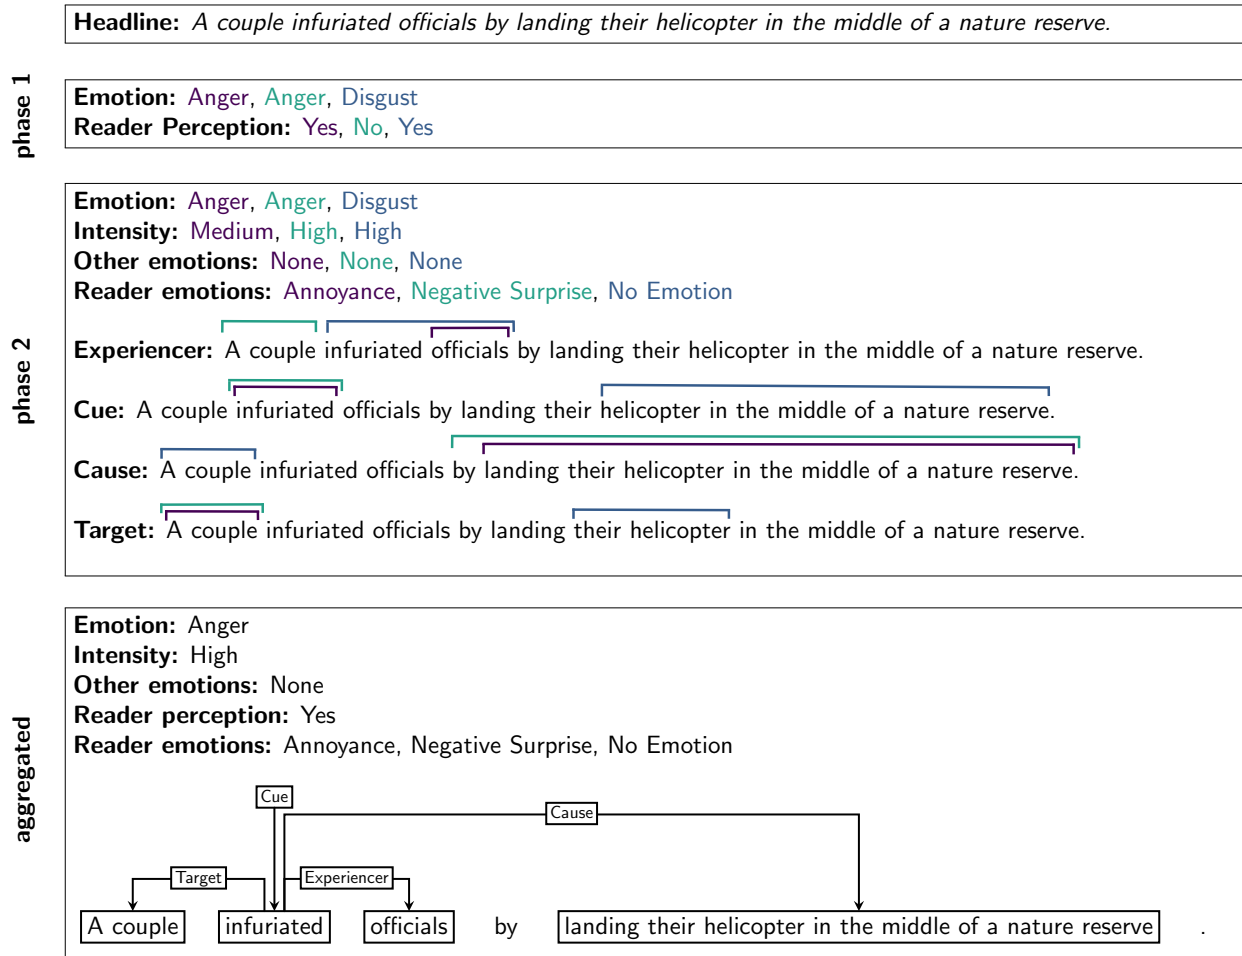 Headline: A couple infuriated officials by landing their helicopter in the middle of a nature reserve.
phase 1
Emotion: Anger, Anger, Disgust
Reader Perception: Yes, No, Yes
phase 2
Emotion: Anger, Anger, Disgust
Intensity: Medium, High, High
Other emotions: None, None, None
Reader emotions: Annoyance, Negative Surprise, No Emotion
Experiencer: A couple infuriated officials by landing their helicopter in the middle of a nature reserve.
Cue: A couple infuriated officials by landing their helicopter in the middle of a nature reserve.
Cause: A couple infuriated officials by landing their helicopter in the middle of a nature reserve.
Target: A couple infuriated officials by landing their helicopter in the middle of a nature reserve.
aggregated
Emotion: Anger
Intensity: High
Other emotions: None
Reader perception: Yes
Reader emotions: Annoyance, Negative Surprise, No Emotion
Cue
Cause
Target Experiencer
A couple infuriated officials by landing their helicopter in the middle of a nature reserve .